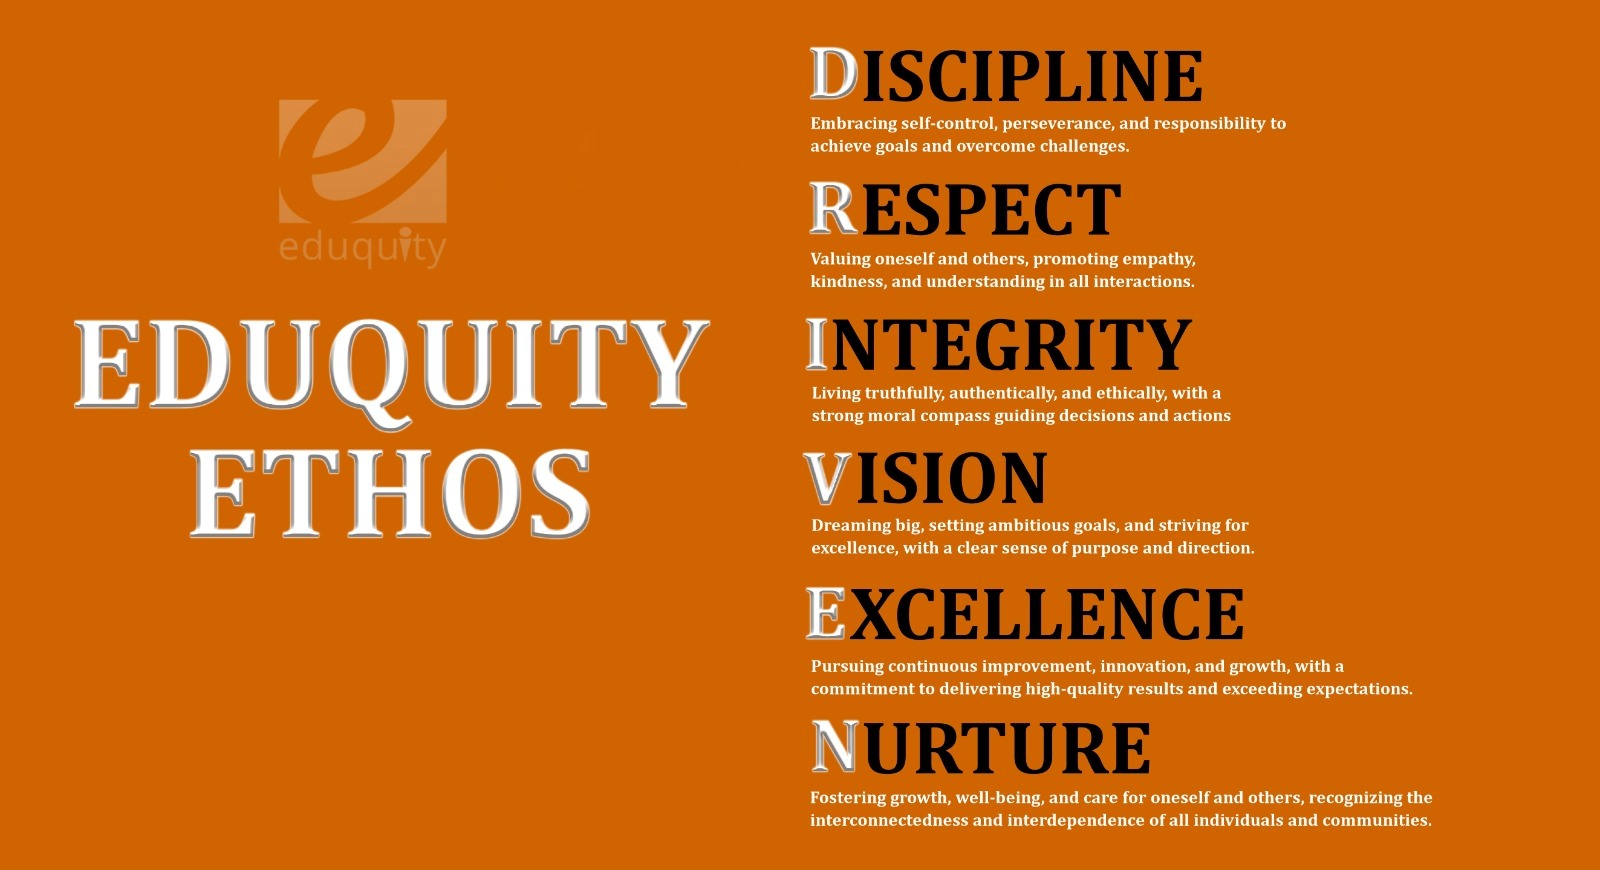 eduquity
EDUQUITY
ETHOS
DISCIPLINE
Embracing self-control, perseverance, and responsibility to
achieve goals and overcome challenges.
RESPECT
Valuing oneself and others, promoting empathy,
kindness, and understanding in all interactions.
INTEGRITY
Living truthfully, authentically, and ethically, with a
strong moral compass guiding decisions and actions
VISION
Dreaming big, setting ambitious goals, and striving for
excellence, with a clear sense of purpose and direction.
EXCELLENCE
Pursuing continuous improvement, innovation, and growth, with a
commitment to delivering high-quality results and exceeding expectations.
NURTURE
Fostering growth, well-being, and care for oneself and others, recognizing the
interconnectedness and interdependence of all individuals and communities.